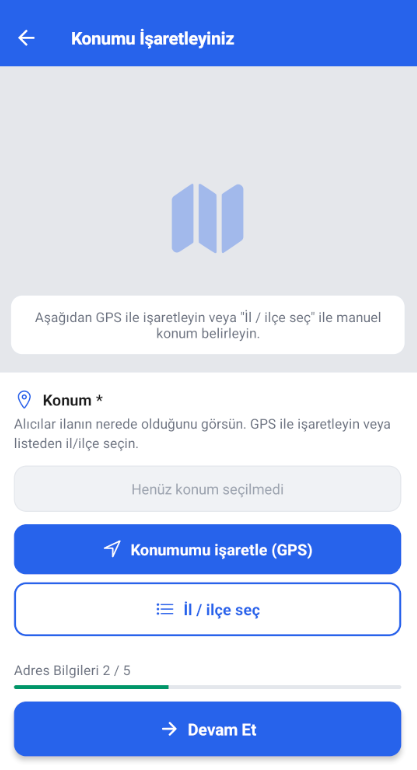 Konumu İşaretleyiniz
Aşağıdan GPS ile işaretleyin veya "İl / ilçe seç" ile manuel
konum belirleyin.
Konum *
Alıcılar ilanın nerede olduğunu görsün. GPS ile işaretleyin veya
listeden il/ilçe seçin.
Henüz konum seçilmedi
Konumumu işaretle (GPS)
İl / ilçe seç
Adres Bilgileri 2 / 5
Devam Et